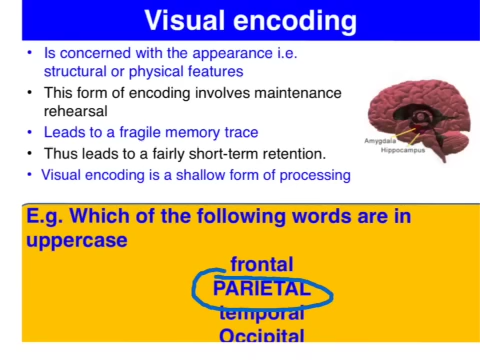 Visual encoding
• Is concerned with the appearance i.e.
structural or physical features
• This form of encoding involves maintenance
rehearsal
• Leads to a fragile memory trace
• Thus leads to a fairly short-term retention.
• Visual encoding is a shallow form of processing
Amygdala
Hippocampus
E.g. Which of the following words are in
uppercase
frontal
PARIETAL
temporal
Occipital